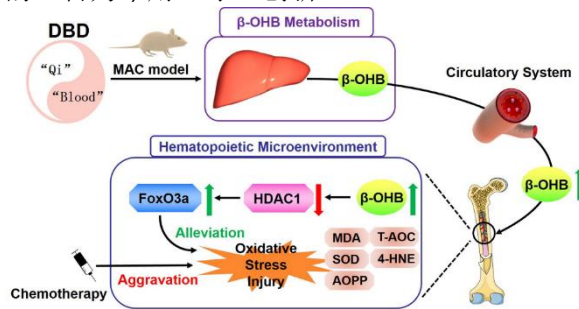 β-OHB Metabolism
DBD
"Qi"
"Blood"
MAC model
β-OHB
Circulatory System
β-OHB
Hematopoietic Microenvironment
FoxO3a
HDAC1
β-OHB
Alleviation
Oxidative
Stress
Injury
MDA
T-AOC
SOD
4-HNE
AOPP
Aggravation
Chemotherapy